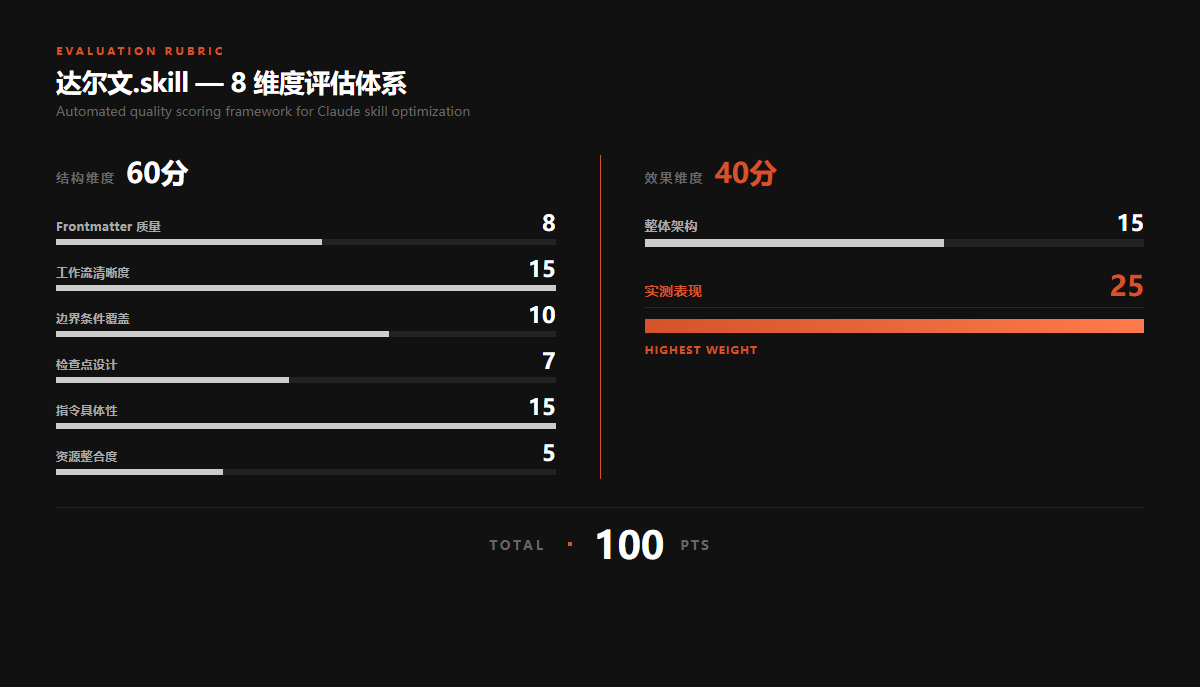 EVALUATION RUBRIC
达尔文.skill — 8 维度评估体系
Automated quality scoring framework for Claude skill optimization
结构维度 60分
Frontmatter 质量 8
工作流清晰度 15
边界条件覆盖 10
检查点设计 7
指令具体性 15
资源整合度 5
效果维度 40分
整体架构 15
实测表现 25
HIGHEST WEIGHT
TOTAL · 100 PTS